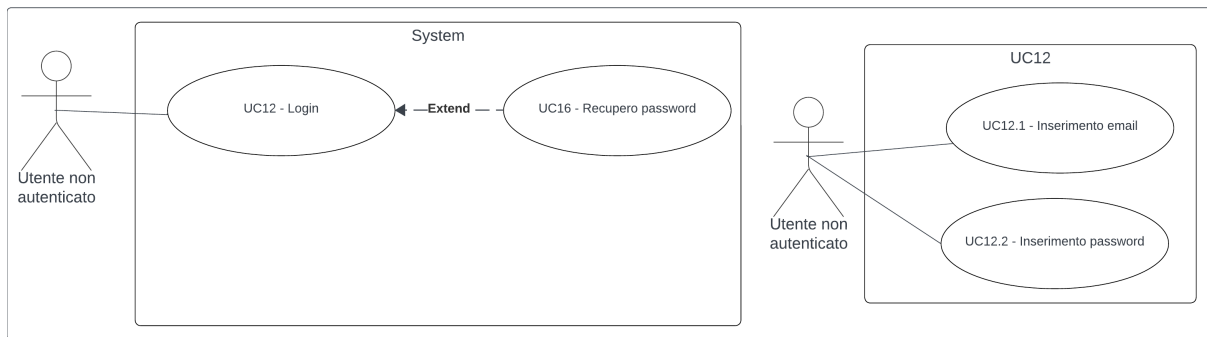 System
UC12 - Login
Extend
UC16 - Recupero password
Utente non
autenticato
UC12
UC12.1 - Inserimento email
UC12.2 - Inserimento password
Utente non
autenticato